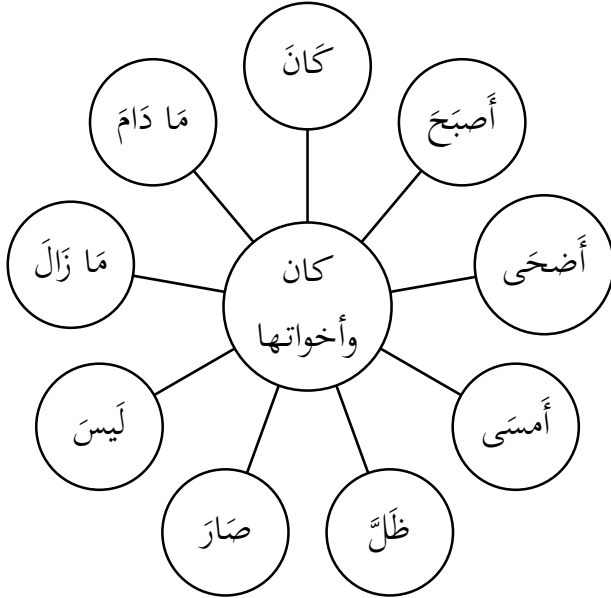 كان
وأخواتها
كَانَ
أَصبَحَ
أَضحَى
أَمسَى
ظَلَّ
صَارَ
لَيسَ
مَا زَالَ
مَا دَامَ